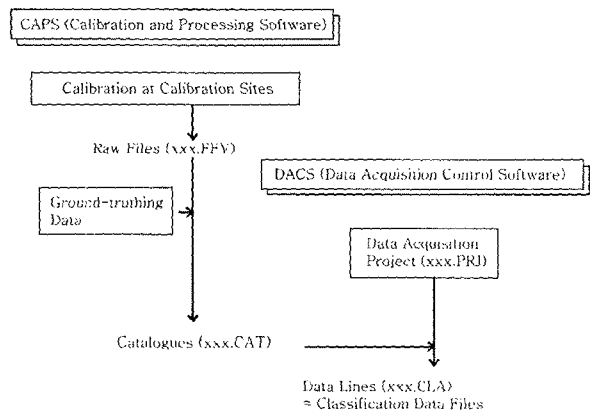 CAPS (Calibration and Processing Software)
Calibration at Calibration Sites
Raw Files (xxx.FFV)
DACS (Data Acquisition Control Software)
Ground-truthing
Data
Data Acquisition
Project (xxx.PRJ)
Catalogues (xxx.CAT)
Data Lines (xxx.CLA)
= Classification Data Files